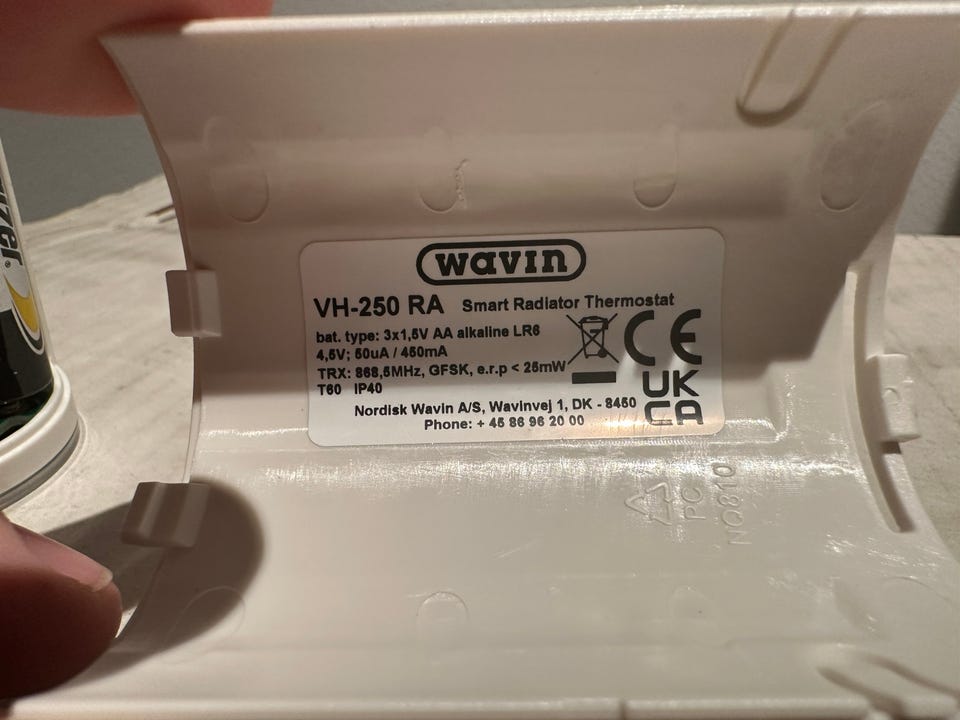 wavin
VH-250 RA Smart Radiator Thermostat
bat. type: 3x1,5V AA alkaline LR6
4,5V; 50uA / 450mA
TRX: 868,5MHz, GFSK, e.r.p < 25mW
T60 IP40
CE
UK
CA
Nordisk Wavin A/S, Wavinvej 1, DK - 8450
Phone: + 45 86 96 20 00
PC
NQ810